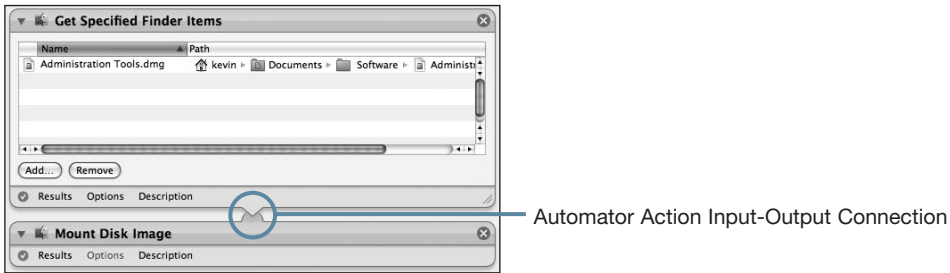 Get Specified Finder Items
Name Path
Administration Tools.dmg kevin Documents Software Administ
Add... Remove
Results Options Description
Automator Action Input-Output Connection
Mount Disk Image
Results Options Description